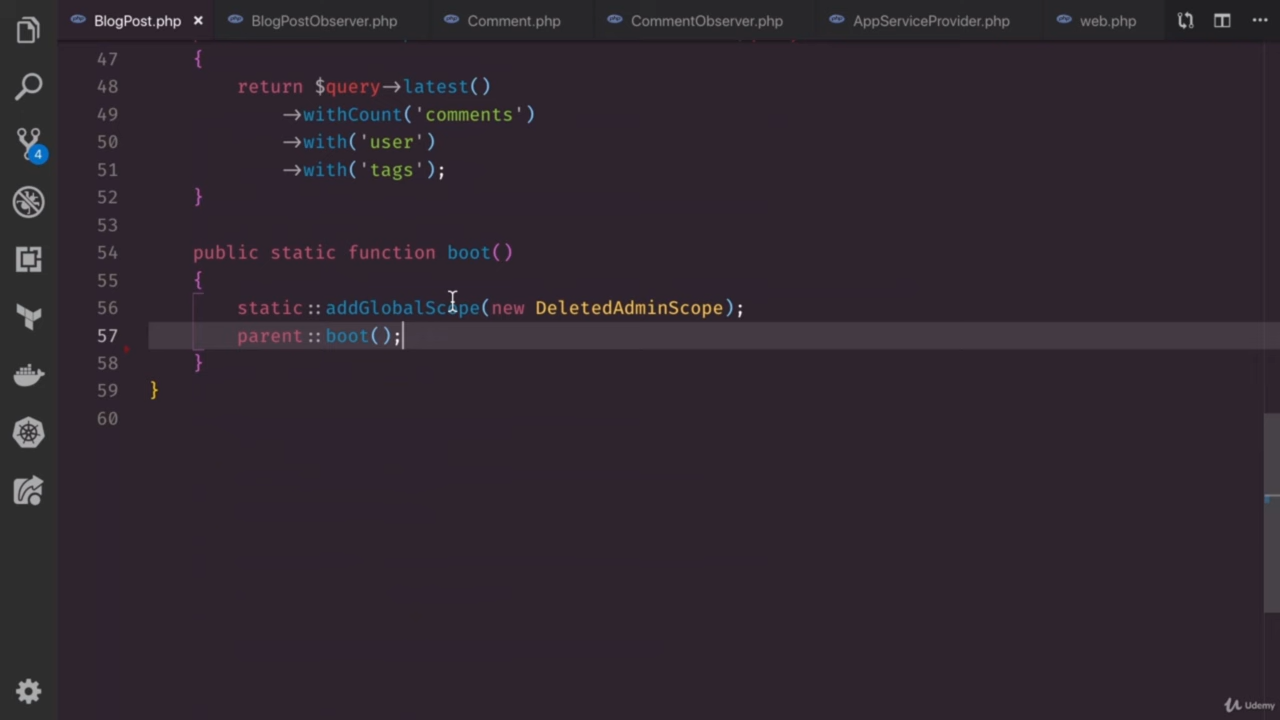 BlogPost.php × BlogPostObserver.php Comment.php CommentObserver.php AppServiceProvider.php web.php
47 {
48 return $query->latest()
49 ->withCount('comments')
50 ->with('user')
51 ->with('tags');
52 }
53
54 public static function boot()
55 {
56 static::addGlobalScope(new DeletedAdminScope);
57 parent::boot();
58 }
59 }
60
4
Udemy